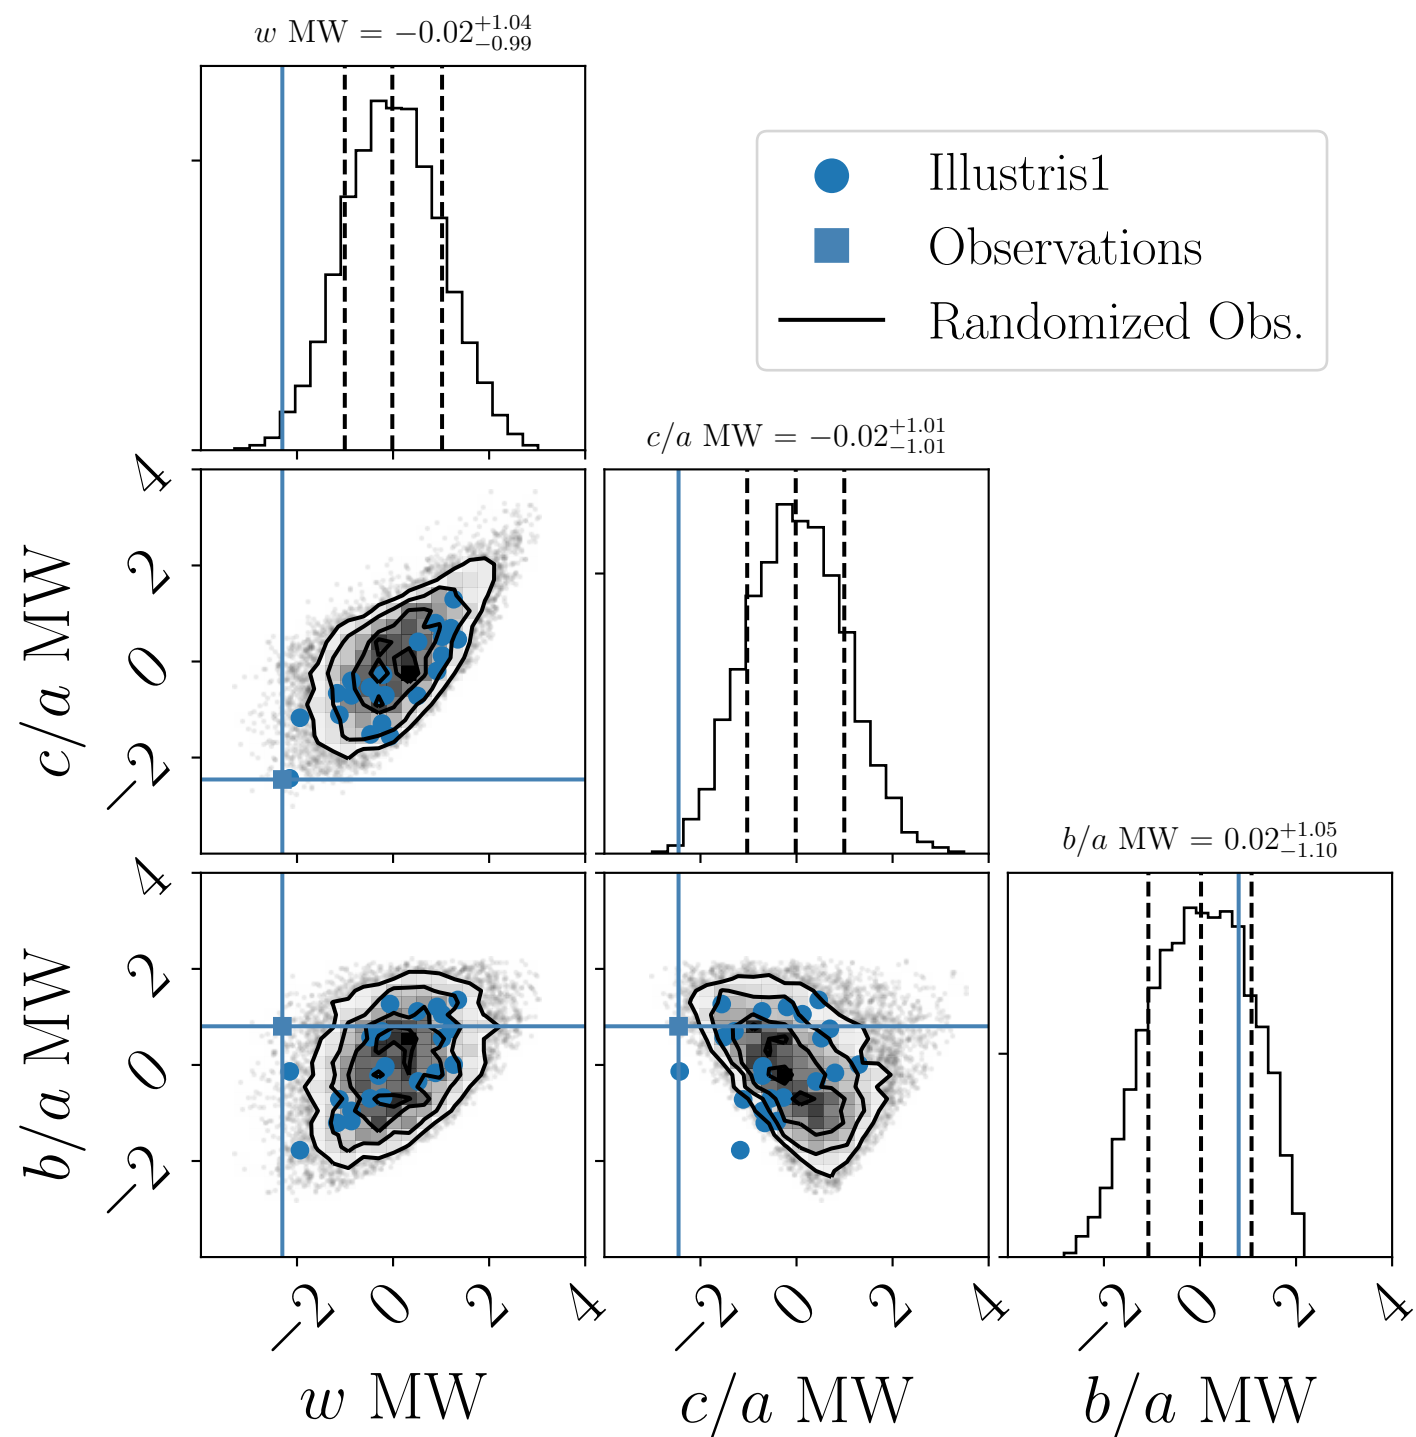 w MW = −0.02+1.04−0.99
Illustris1
Observations
Randomized Obs.
c/a MW = −0.02+1.01−1.01
4
2
0
−2
c/a MW
b/a MW = 0.02+1.05−1.10
4
2
0
−2
b/a MW
−2 0 2 4
−2 0 2 4
−2 0 2 4
w MW
c/a MW
b/a MW